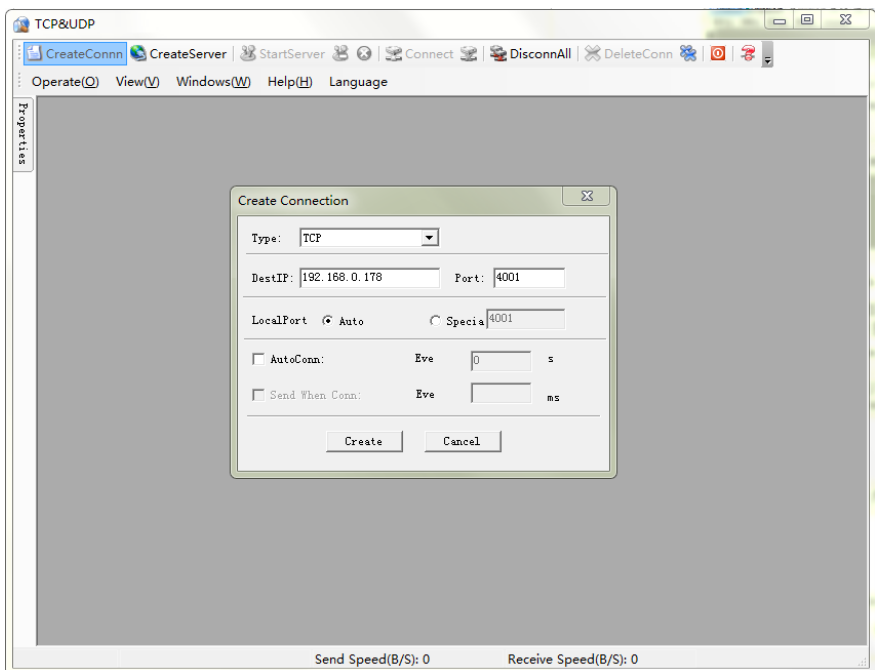 TCP&UDP
CreateConnn CreateServer StartServer Connect DisconnAll DeleteConn
Operate(O) View(V) Windows(W) Help(H) Language
Properties
Create Connection
Type: TCP
DestIP: 192.168.0.178 Port: 4001
LocalPort Auto Specia 4001
AutoConn: Eve 0 s
Send When Conn: Eve ms
Create Cancel
Send Speed(B/S): 0 Receive Speed(B/S): 0